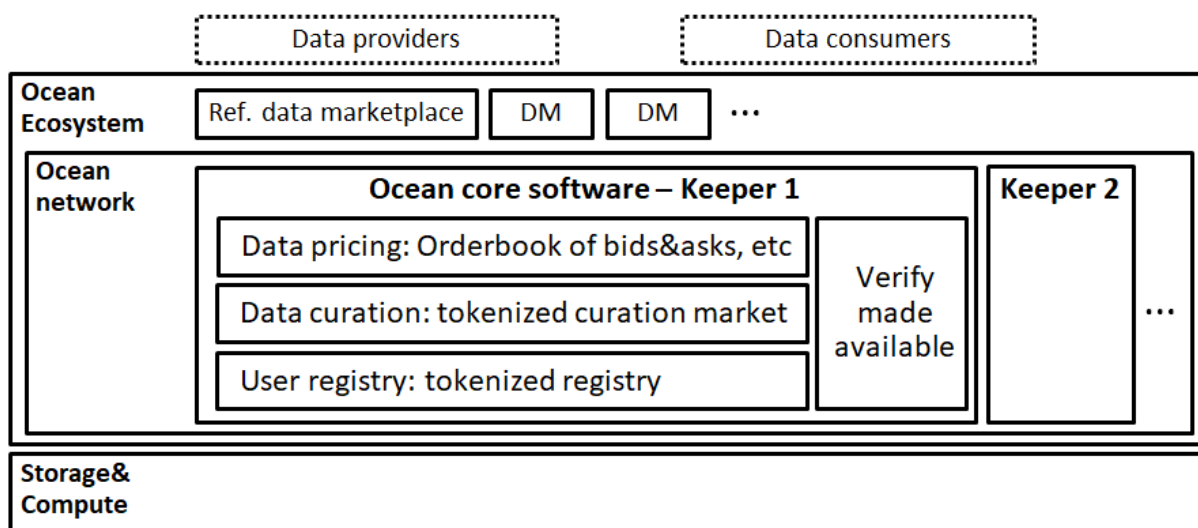 Data providers
Data consumers
Ocean
Ecosystem
Ref. data marketplace
DM
DM
...
Ocean
network
Ocean core software – Keeper 1
Keeper 2
Data pricing: Orderbook of bids&asks, etc
Data curation: tokenized curation market
User registry: tokenized registry
Verify
made
available
...
Storage&
Compute